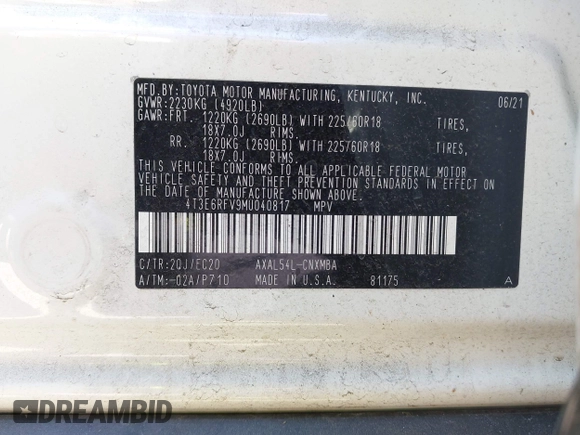 MFD.BY:TOYOTA MOTOR MANUFACTURING, KENTUCKY, INC. 06/21
GVWR:2230KG (4920LB)
GAWR:FRT. 1220KG (2690LB) WITH 225/60R18 TIRES,
18X7.0J RIMS.
RR. 1220KG (2690LB) WITH 225/60R18 TIRES,
18X7.0J RIMS.
THIS VEHICLE CONFORMS TO ALL APPLICABLE FEDERAL MOTOR
VEHICLE SAFETY AND THEFT PREVENTION STANDARDS IN EFFECT
ON THE DATE OF MANUFACTURE SHOWN ABOVE.
4T3E6RFV9MU040817 MPV
C/TR:2QJ/EC20 AXAL54L-CNXMBA
A/TM:-02A/P710 MADE IN U.S.A. 81175 A
DREAMBID